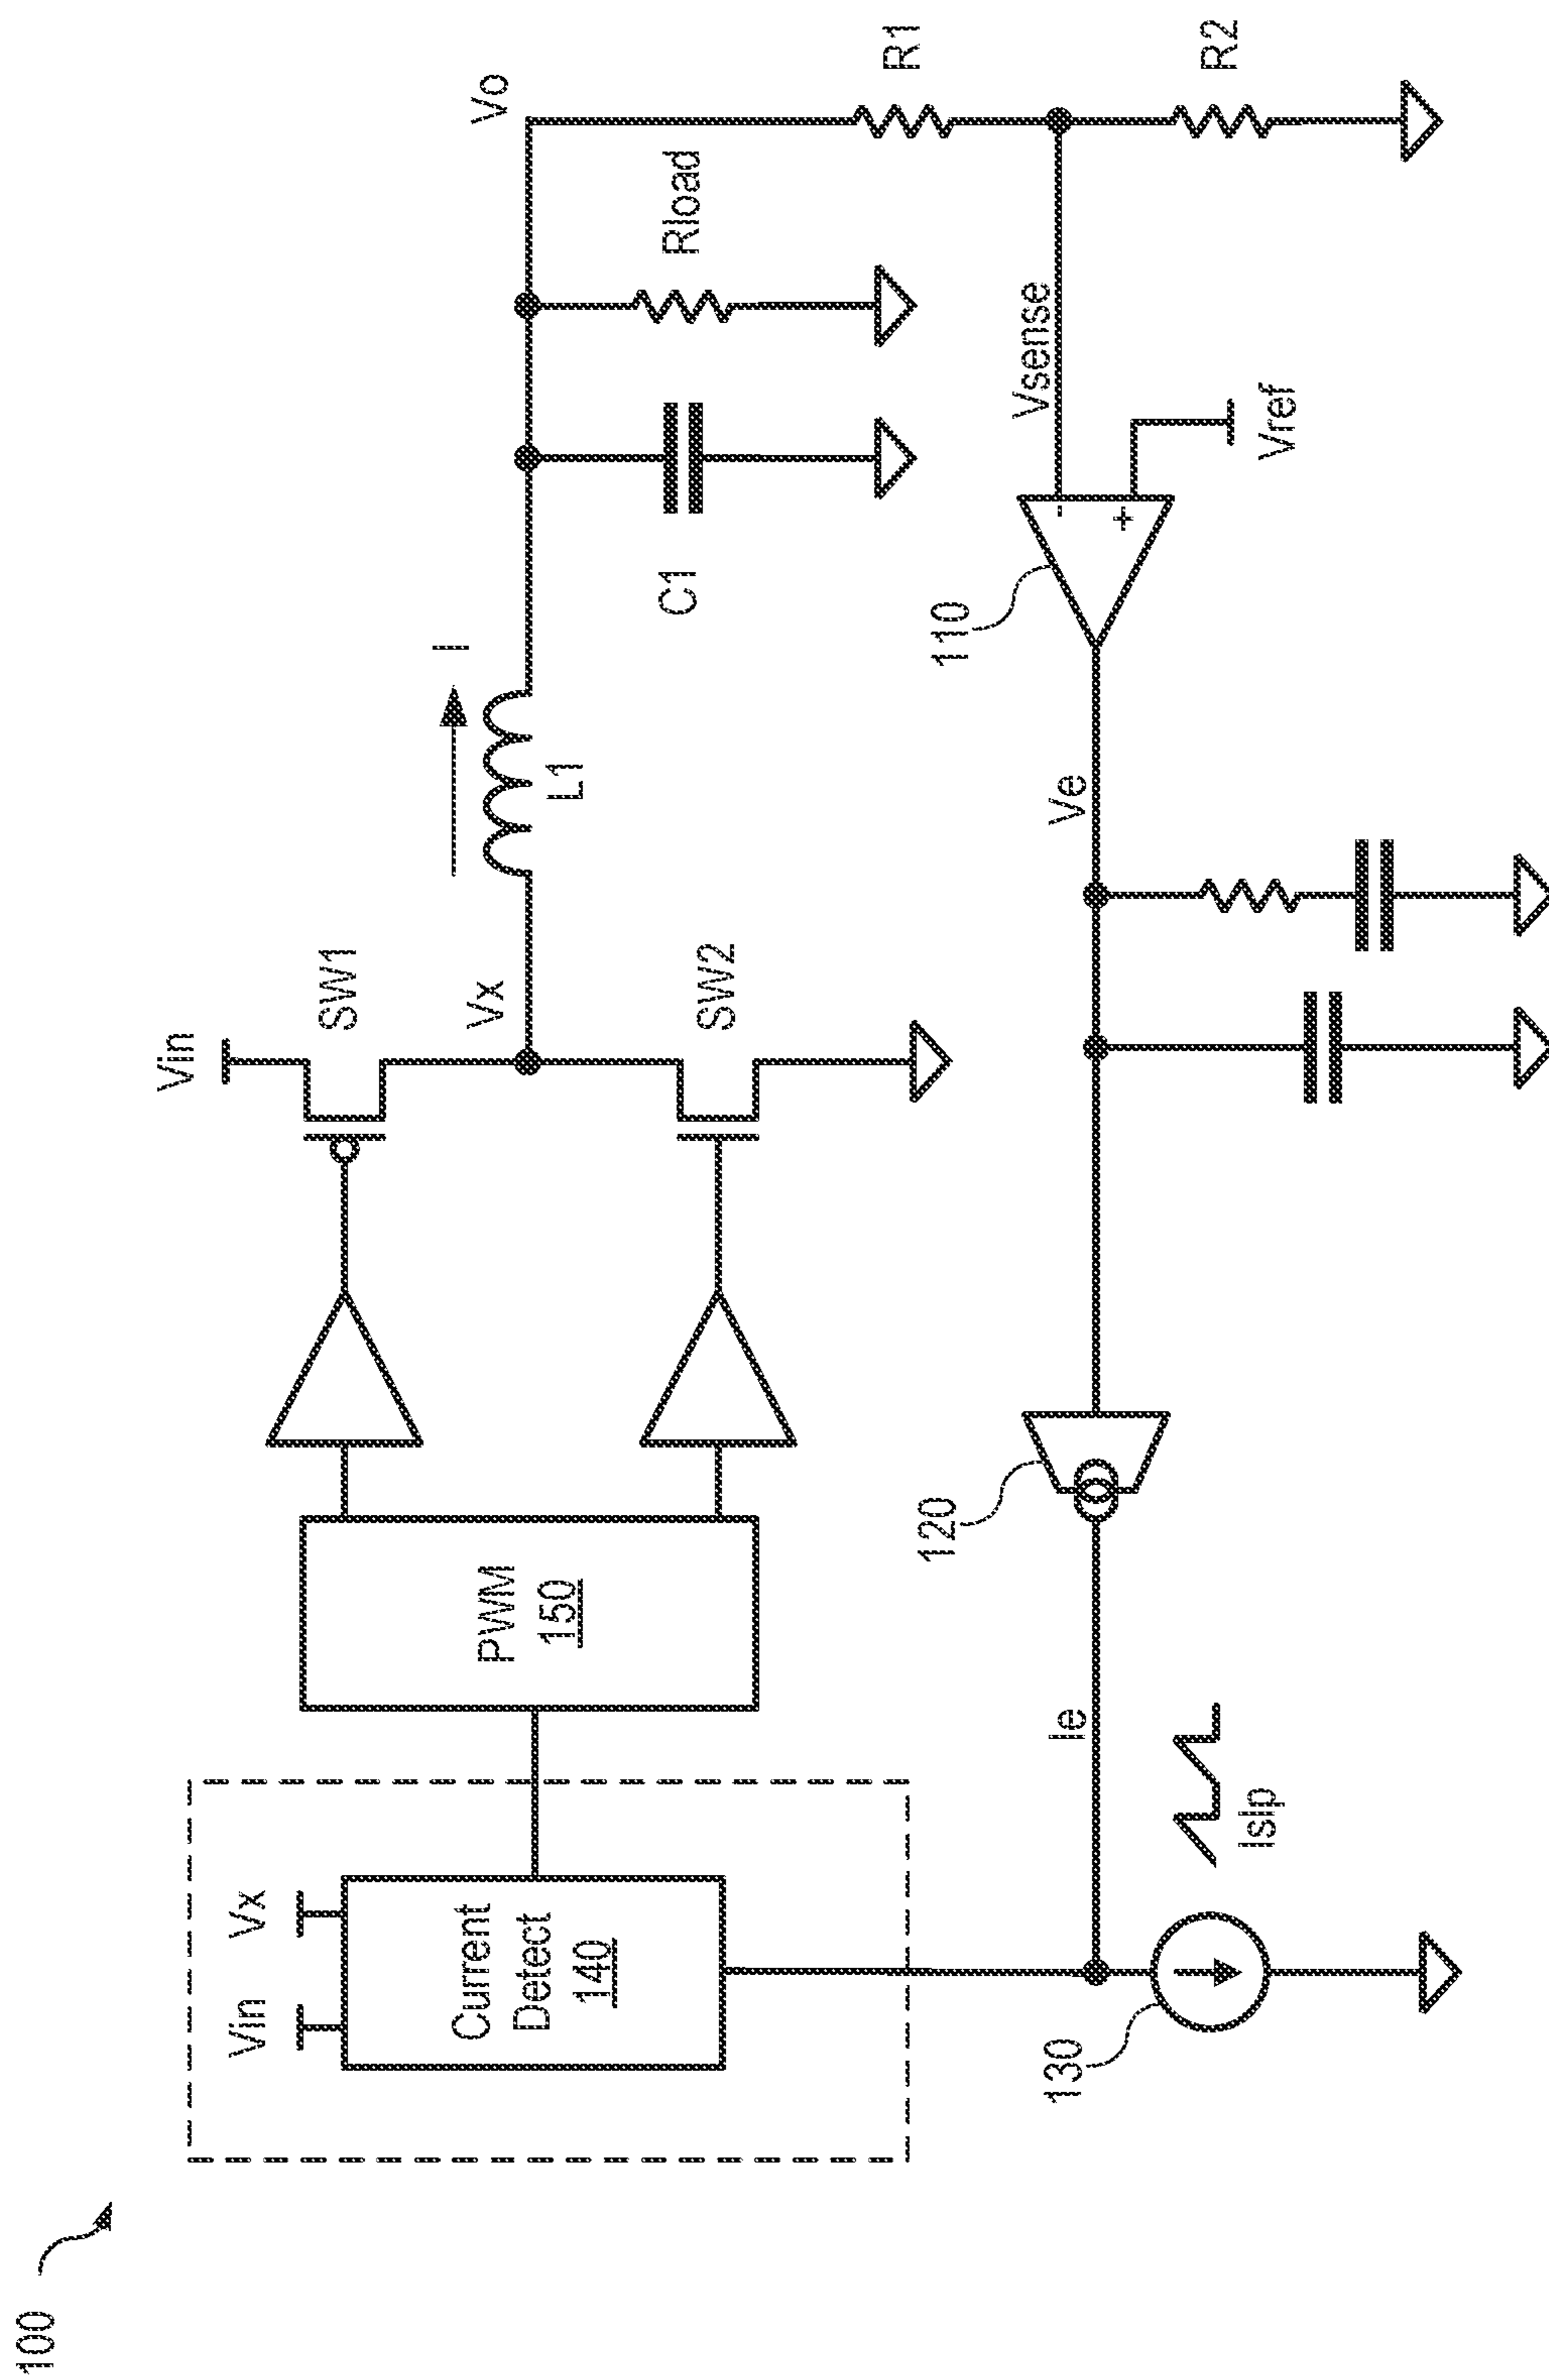 100
Vin
SW1
Vx
SW2
I
L1
C1
Rload
Vo
R1
R2
Vin
Vx
Current
Detect
140
PWM
150
130
Islp
Ie
120
Ve
110
-
+
Vsense
Vref